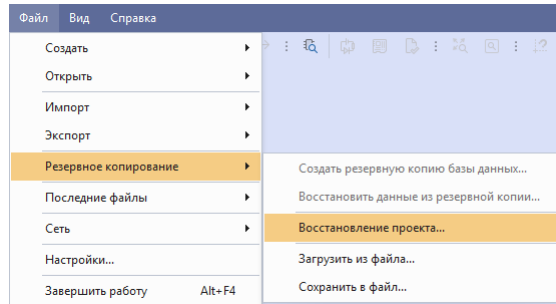 Файл Вид Справка
Создать
Открыть
Импорт
Экспорт
Резервное копирование
Последние файлы
Сеть
Настройки...
Завершить работу Alt+F4
Создать резервную копию базы данных...
Восстановить данные из резервной копии...
Восстановление проекта...
Загрузить из файла...
Сохранить в файл...